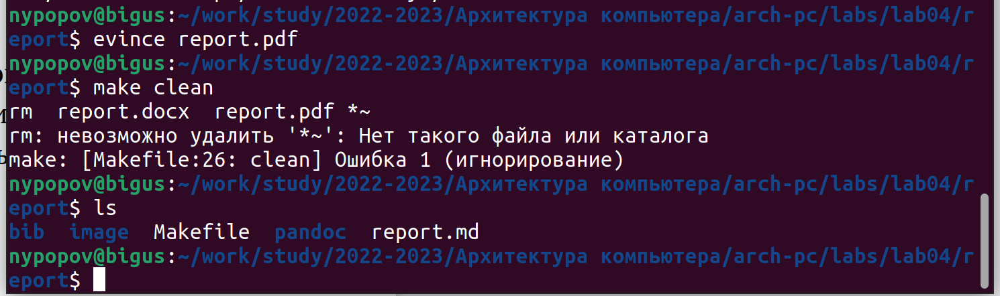 nypopov@bigus:~/work/study/2022-2023/Архитектура компьютера/arch-pc/labs/lab04/r
eport$ evince report.pdf
nypopov@bigus:~/work/study/2022-2023/Архитектура компьютера/arch-pc/labs/lab04/r
eport$ make clean
rm  report.docx  report.pdf *~
rm: невозможно удалить '*~': Нет такого файла или каталога
make: [Makefile:26: clean] Ошибка 1 (игнорирование)
nypopov@bigus:~/work/study/2022-2023/Архитектура компьютера/arch-pc/labs/lab04/r
eport$ ls
bib  image  Makefile  pandoc  report.md
nypopov@bigus:~/work/study/2022-2023/Архитектура компьютера/arch-pc/labs/lab04/r
eport$